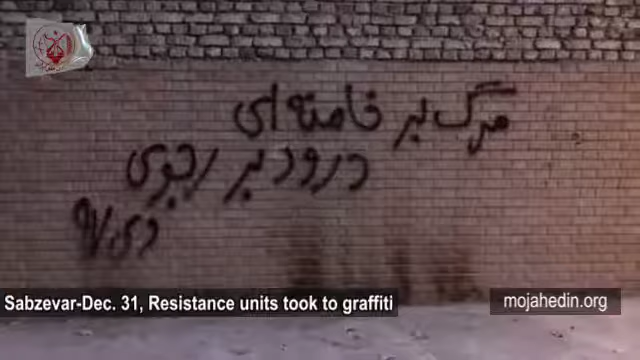 مرگ بر خامنه‌ای
درود بر رجوی
دی ۹۷
Sabzevar-Dec. 31, Resistance units took to graffiti
mojahedin.org